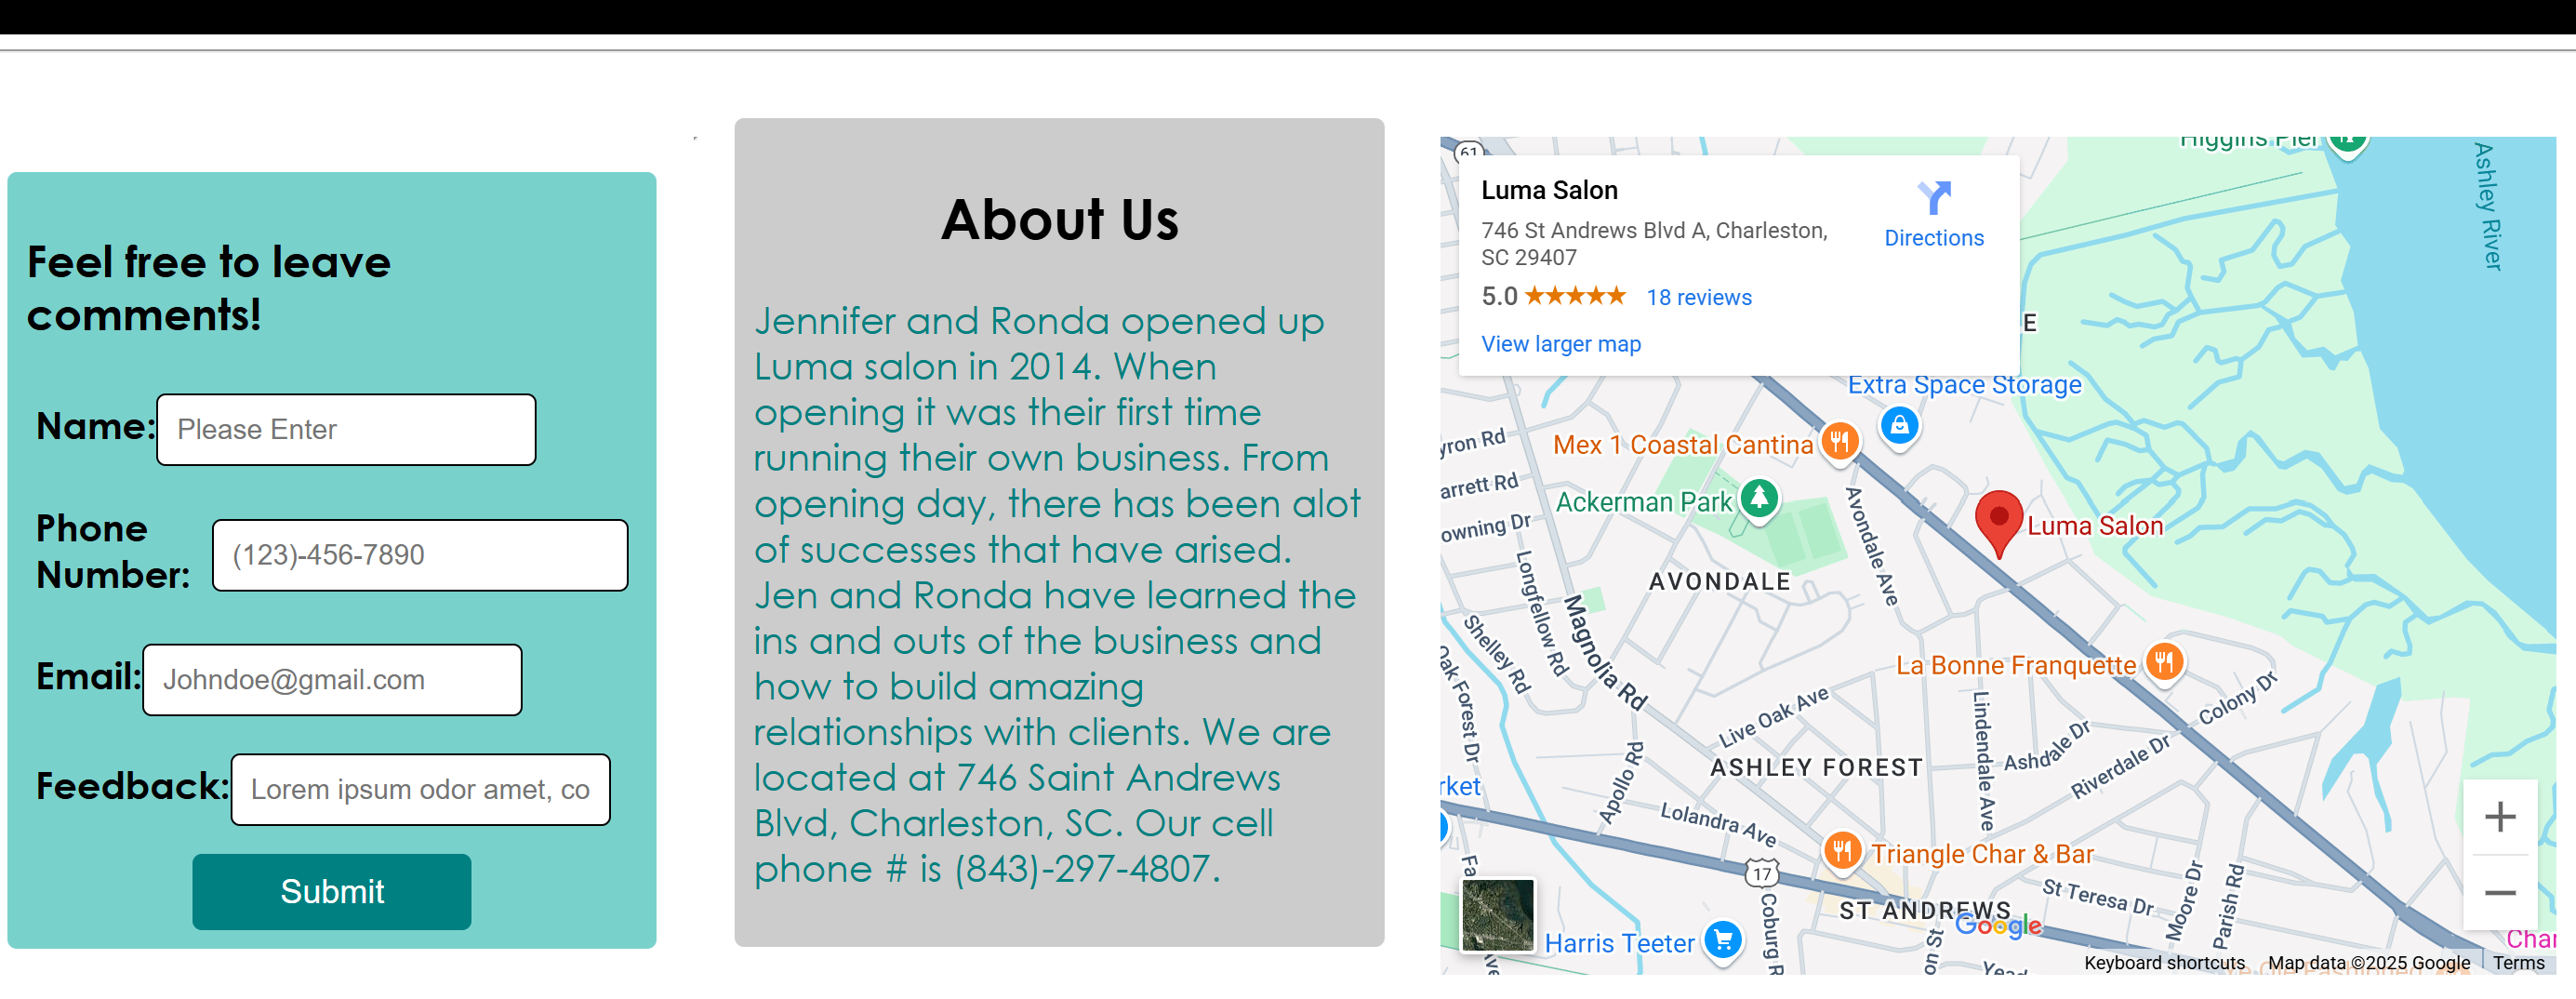 Feel free to leave
comments!
Name:
Please Enter
Phone
Number:
(123)-456-7890
Email:
Johndoe@gmail.com
Feedback:
Lorem ipsum odor amet, co
Submit
About Us
Jennifer and Ronda opened up
Luma salon in 2014. When
opening it was their first time
running their own business. From
opening day, there has been alot
of successes that have arised.
Jen and Ronda have learned the
ins and outs of the business and
how to build amazing
relationships with clients. We are
located at 746 Saint Andrews
Blvd, Charleston, SC. Our cell
phone # is (843)-297-4807.
61
Luma Salon
746 St Andrews Blvd A, Charleston,
SC 29407
5.0
18 reviews
View larger map
Directions
Higgins Pier
Ashley River
E
Extra Space Storage
Mex 1 Coastal Cantina
yron Rd
arrett Rd
owning Dr
Ackerman Park
Avondale Ave
Luma Salon
AVONDALE
Longfellow Rd
Magnolia Rd
Shelley Rd
Oak Forest Dr
La Bonne Franquette
Colony Dr
Live Oak Ave
Lindendale Ave
Ashdale Dr
Riverdale Dr
ASHLEY FOREST
Apollo Rd
rket
Lolandra Ave
Triangle Char & Bar
17
St Teresa Dr
Moore Dr
Parish Rd
ST ANDREWS
Google
Coburg R
Harris Teeter
on St
Char
Keyboard shortcuts
Map data ©2025 Google
Terms